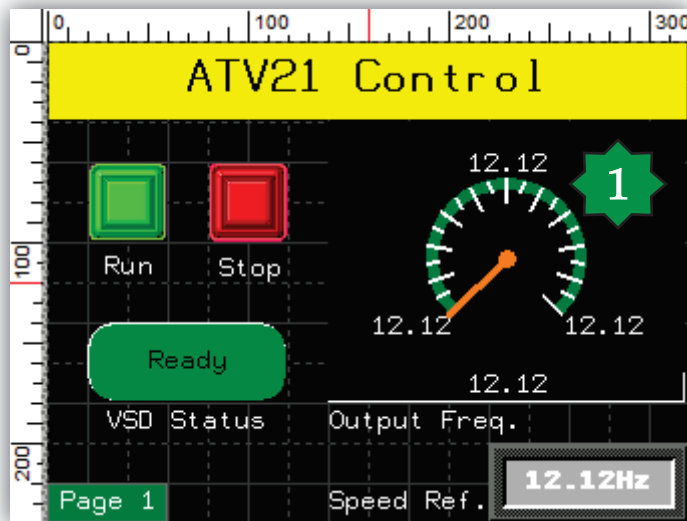 0 100 200 300
0
ATV21 Control
12.12
1
Run Stop
100
12.12 12.12
Ready
12.12
VSD Status Output Freq.
200
12.12Hz
Page 1 Speed Ref.